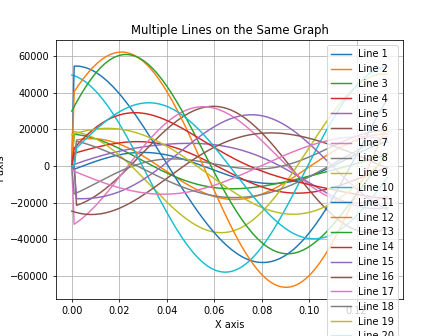 Multiple Lines on the Same Graph
60000
40000
20000
0
−20000
−40000
−60000
0.00
0.02
0.04
0.06
0.08
0.10
X axis
axis
Line 1
Line 2
Line 3
Line 4
Line 5
Line 6
Line 7
Line 8
Line 9
Line 10
Line 11
Line 12
Line 13
Line 14
Line 15
Line 16
Line 17
Line 18
Line 19
Line 20